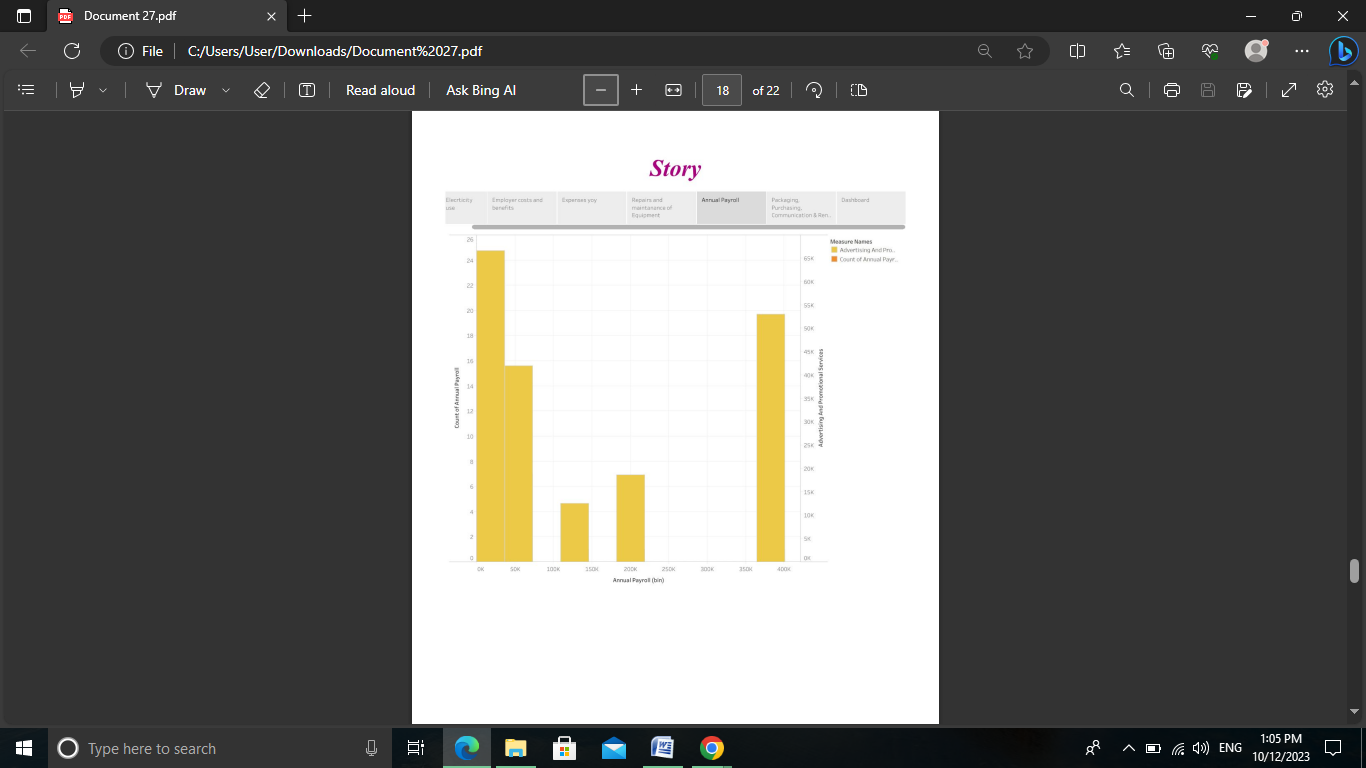 Document 27.pdf
File
C:/Users/User/Downloads/Document%2027.pdf
Draw
Read aloud
Ask Bing AI
18
of 22
Story
Electricity
use
Employer costs and
benefits
Expenses yoy
Repairs and
maintanance of
Equipment
Annual Payroll
Packaging,
Purchasing,
Communication & Ren..
Dashboard
Measure Names
Advertising And Pro..
Count of Annual Payr..
26
24
22
20
18
16
14
12
10
8
6
4
2
0
Count of Annual Payroll
65K
60K
55K
50K
45K
40K
35K
30K
25K
20K
15K
10K
5K
0K
Advertising And Promotional Services
0K 50K 100K 150K 200K 250K 300K 350K 400K
Annual Payroll (bin)
Type here to search
ENG
1:05 PM
10/12/2023